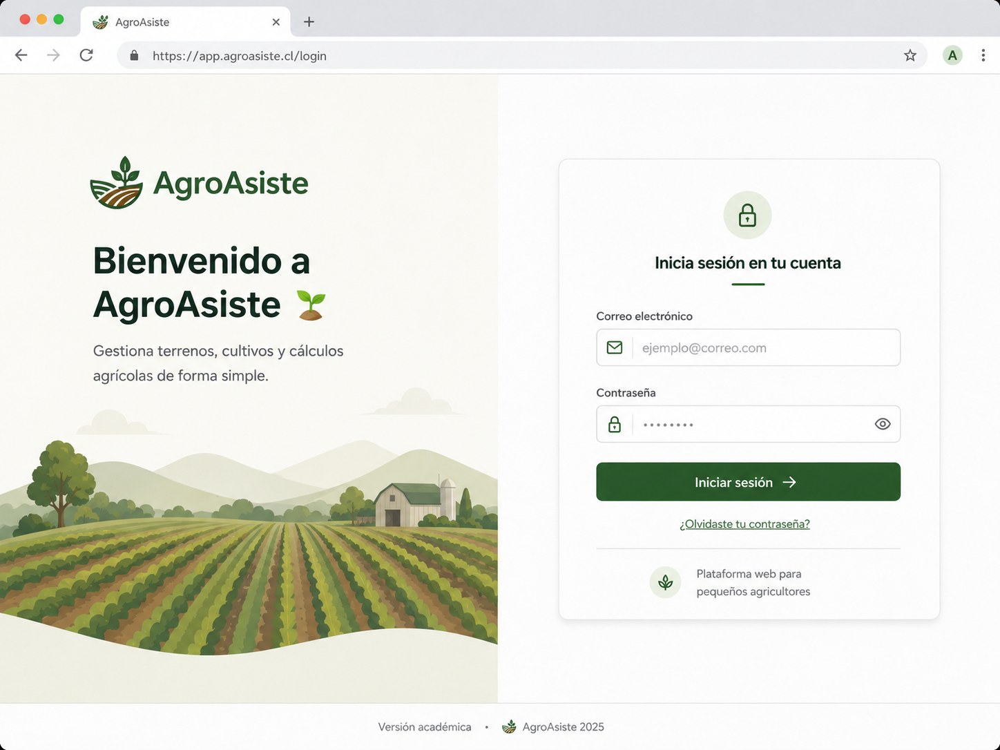 AgroAsiste
https://app.agroasiste.cl/login
A
AgroAsiste
Bienvenido a
AgroAsiste
Gestiona terrenos, cultivos y cálculos
agrícolas de forma simple.
Inicia sesión en tu cuenta
Correo electrónico
ejemplo@correo.com
Contraseña
Iniciar sesión →
¿Olvidaste tu contraseña?
Plataforma web para
pequeños agricultores
Versión académica • AgroAsiste 2025